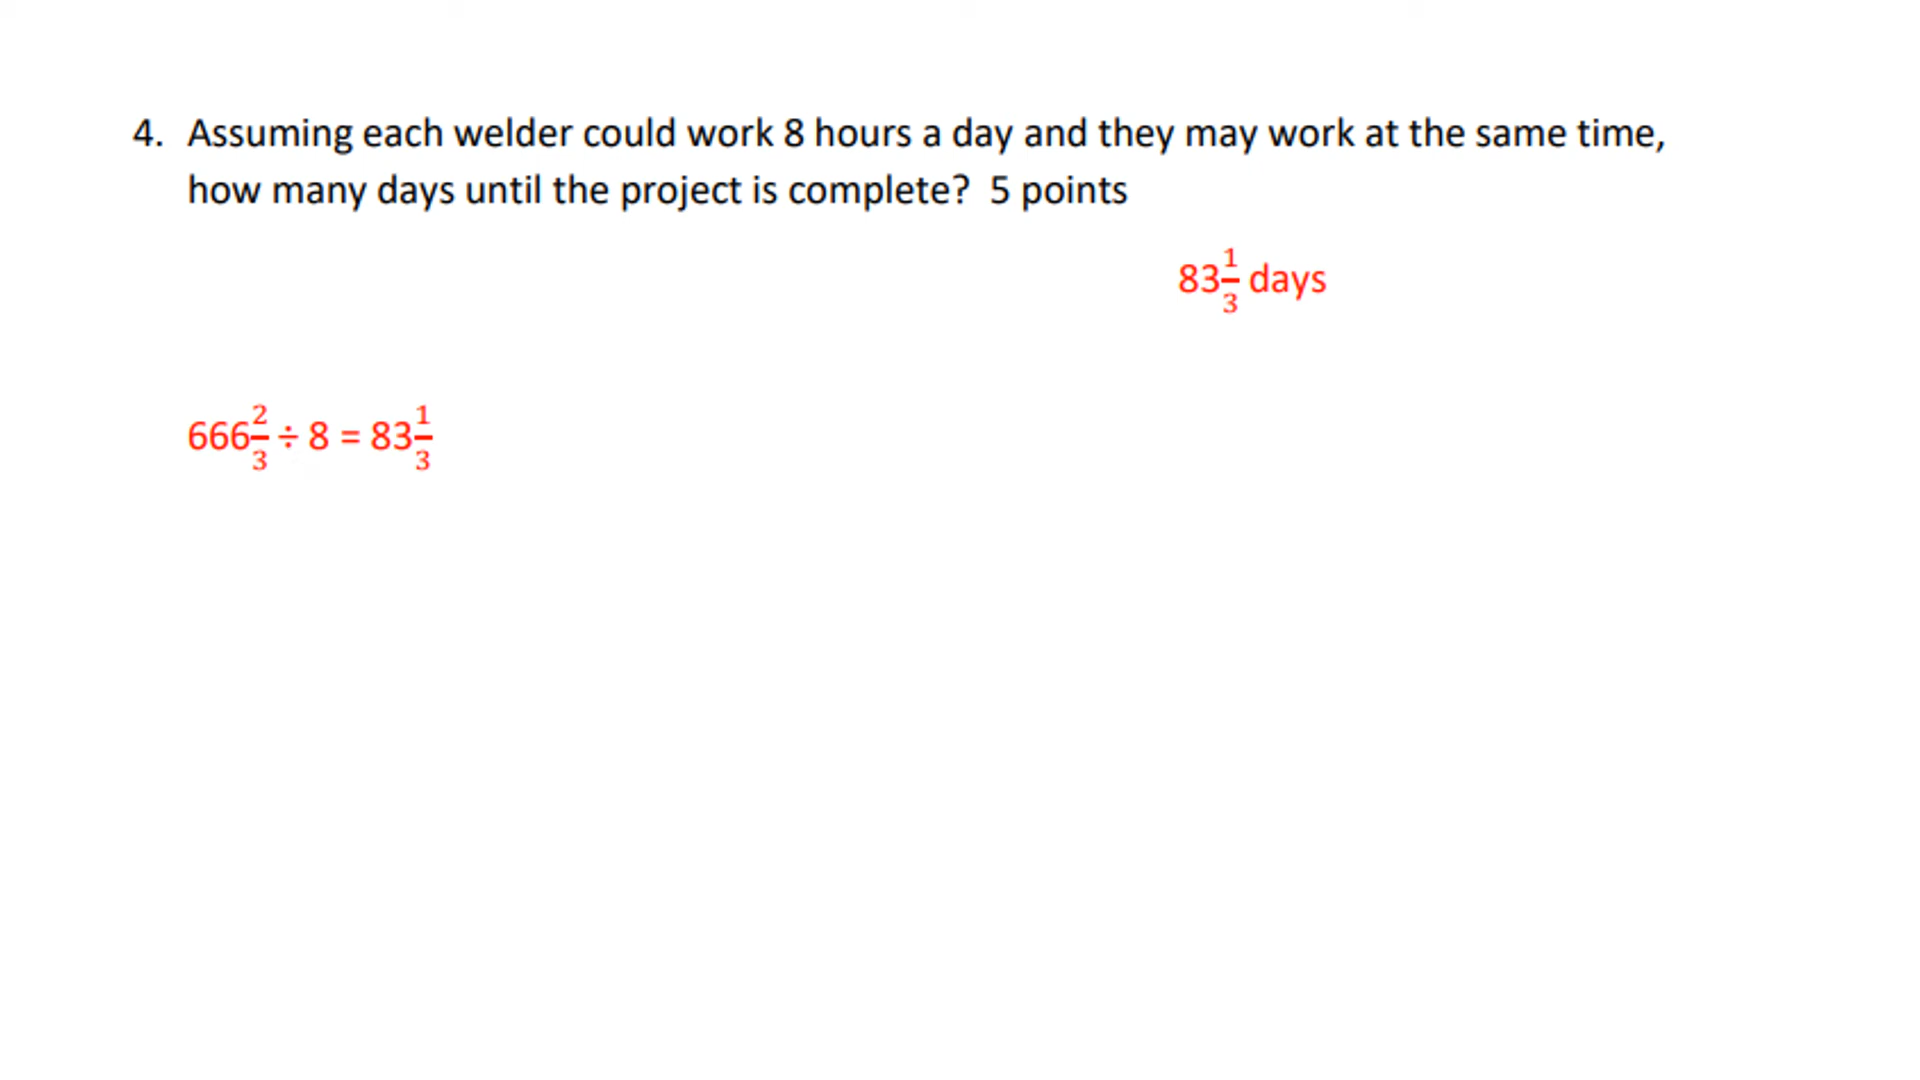 4. Assuming each welder could work 8 hours a day and they may work at the same time,
how many days until the project is complete? 5 points
83 1/3 days
666 2/3 ÷ 8 = 83 1/3